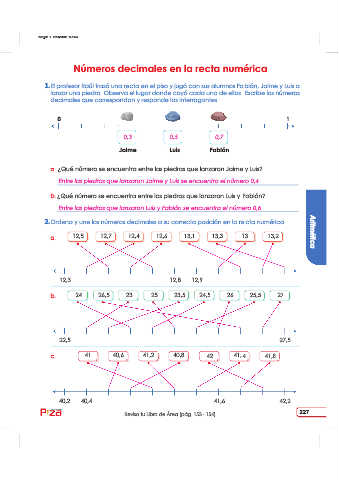 Números decimales en la recta numérica
1. El profesor Raúl trazó una recta en el piso y jugó con sus alumnos Fabián, Jaime y Luis a
lanzar una piedra. Observa el lugar donde cayó cada una de ellas. Escribe los números
decimales que correspondan y responde las interrogantes.
0 1
0,3 0,5 0,7
Jaime Luis Fabián
a. ¿Qué número se encuentra entre las piedras que lanzaron Jaime y Luis?
Entre las piedras que lanzaron Jaime y Luis se encuentra el número 0,4
b. ¿Qué número se encuentra entre las piedras que lanzaron Luis y Fabián?
Entre las piedras que lanzaron Luis y Fabián se encuentra el número 0,6
2. Ordena y une los números decimales a su correcta posición en la recta numérica
Aritmética
a. 12,5 12,7 12,4 12,6 13,1 13,3 13 13,2
12,3 12,8 12,9
b. 24 26,5 23 25 23,5 24,5 26 25,5 27
22,5 27,5
c. 41 40,6 41,2 40,8 42 41,4 41,8
40,2 40,4 41,6 42,2
Revisa tu Libro de Área (pág. 153 - 154)
227